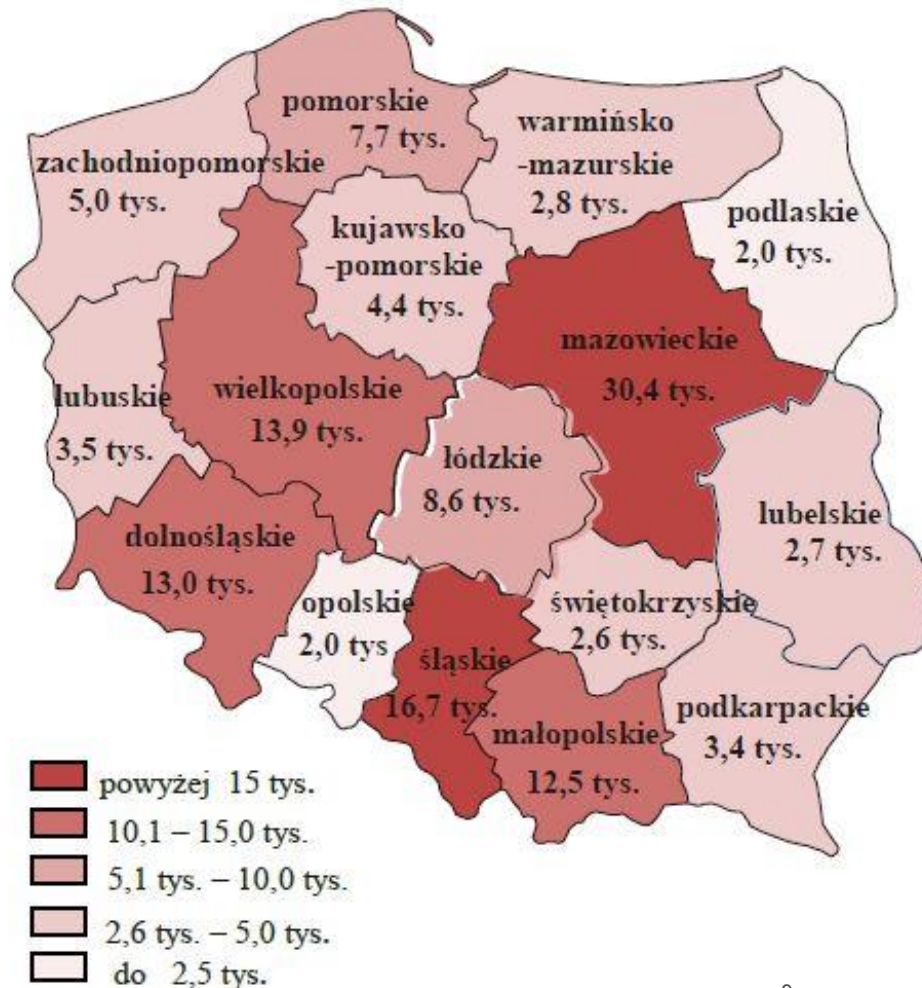 pomorskie
7,7 tys.
warmińsko
-mazurskie
2,8 tys.
zachodniopomorskie
5,0 tys.
podlaskie
2,0 tys.
kujawsko
-pomorskie
4,4 tys.
mazowieckie
30,4 tys.
lubuskie
3,5 tys.
wielkopolskie
13,9 tys.
łódzkie
8,6 tys.
lubelskie
2,7 tys.
dolnośląskie
13,0 tys.
opolskie
2,0 tys
świętokrzyskie
2,6 tys.
śląskie
16,7 tys.
małopolskie
12,5 tys.
podkarpackie
3,4 tys.
powyżej 15 tys.
10,1 – 15,0 tys.
5,1 tys. – 10,0 tys.
2,6 tys. – 5,0 tys.
do 2,5 tys.